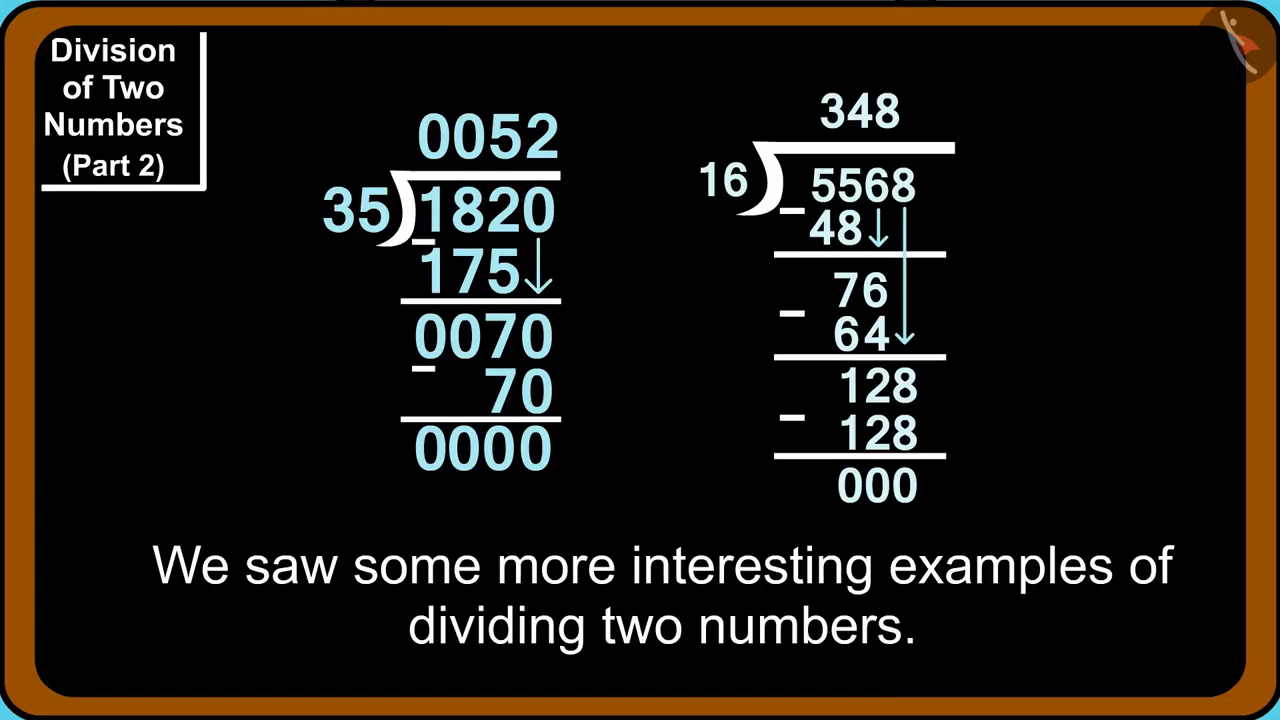 Division
of Two
Numbers
(Part 2)
0052
35 1820
- 175
0070
- 70
0000
348
16 5568
- 48
76
- 64
128
- 128
000
We saw some more interesting examples of
dividing two numbers.